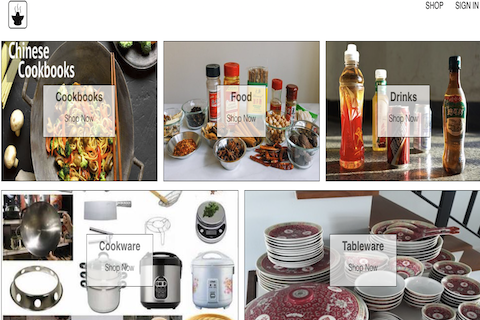 SHOP SIGN IN
Chinese
Cookbooks
Cookbooks
Shop Now
Food
Shop Now
Drinks
Shop Now
Cookware
Shop Now
Tableware
Shop Now